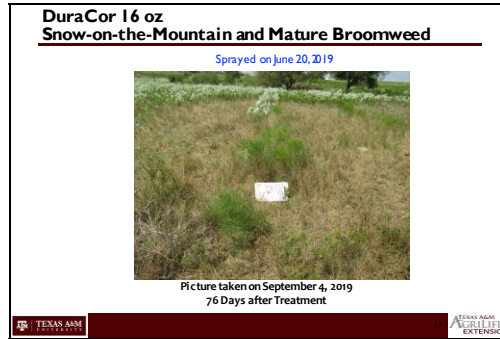 DuraCor 16 oz
Snow-on-the-Mountain and Mature Broomweed
Sprayed on June 20, 2019
Picture taken on September 4, 2019
76 Days after Treatment
TEXAS A&M
UNIVERSITY
TEXAS A&M
AGRILIFE
EXTENSION